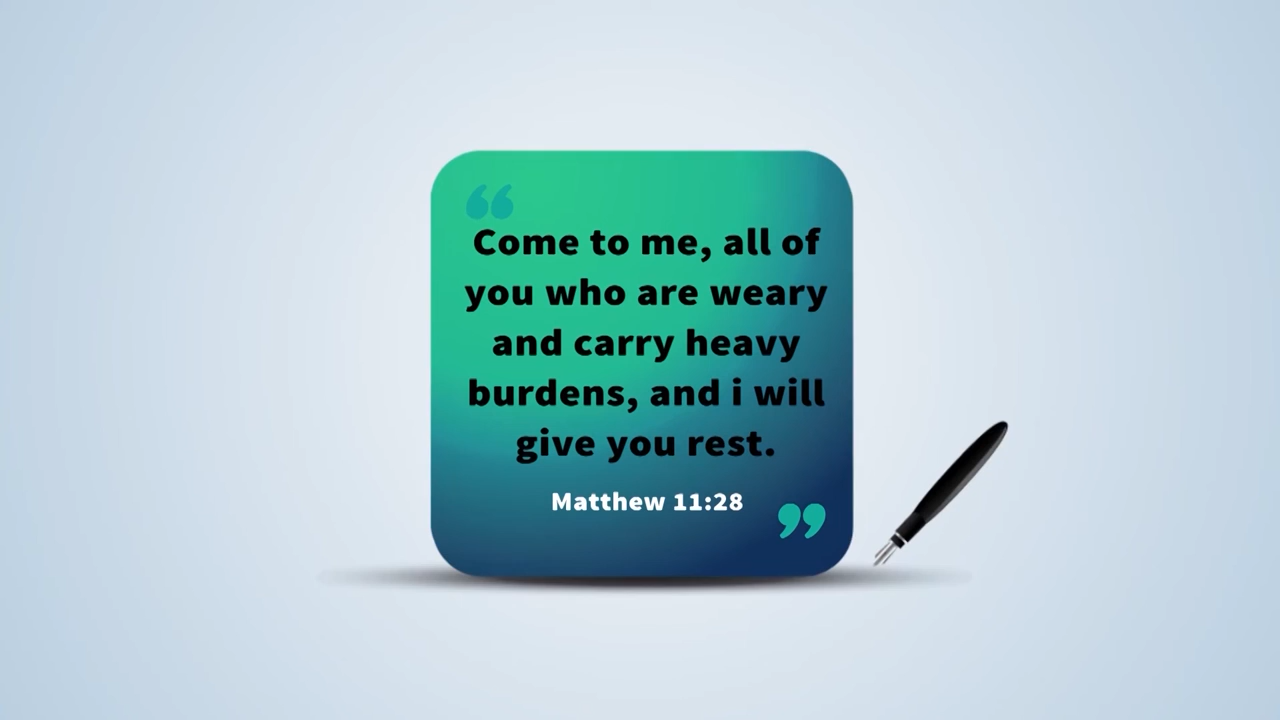 “
Come to me, all of
you who are weary
and carry heavy
burdens, and i will
give you rest.
Matthew 11:28
”